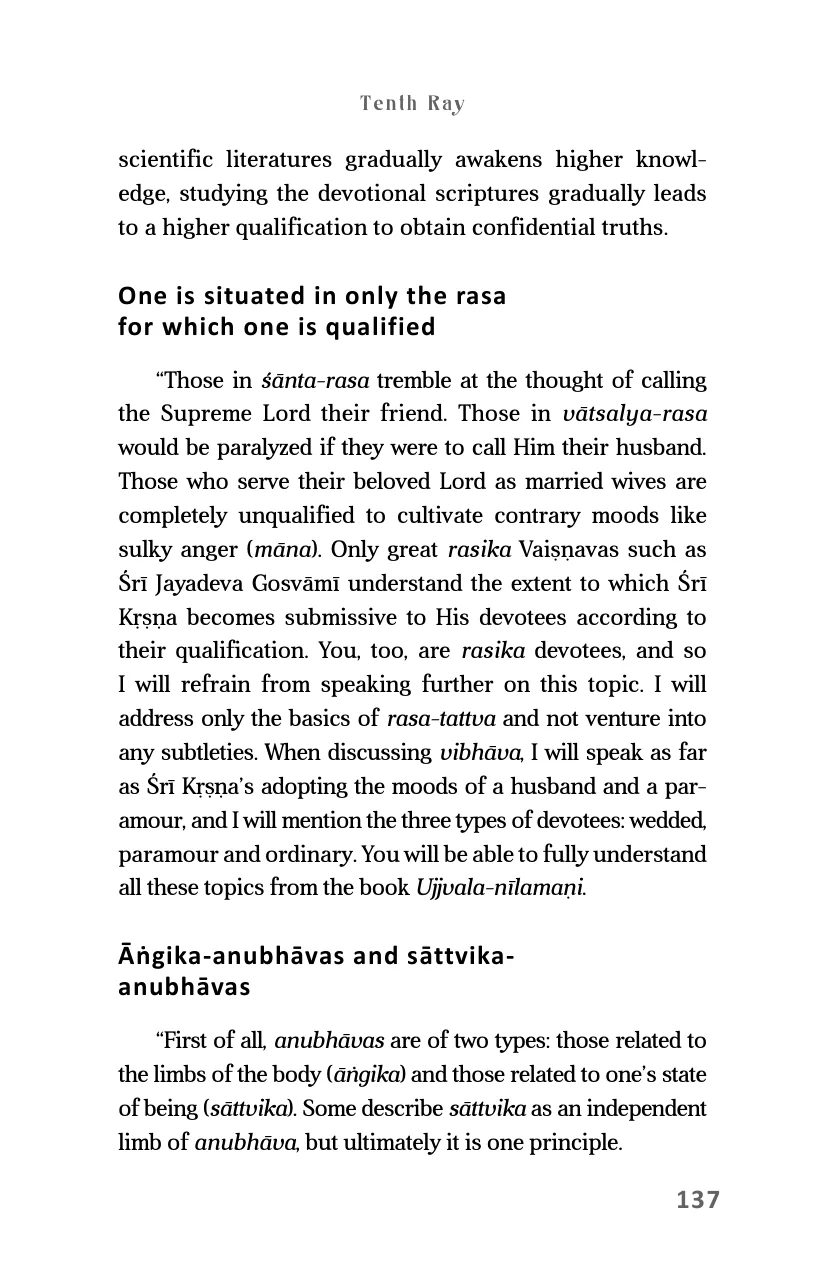 Tenth Ray
scientific literatures gradually awakens higher knowl-
edge, studying the devotional scriptures gradually leads
to a higher qualification to obtain confidential truths.
One is situated in only the rasa
for which one is qualified
“Those in śānta-rasa tremble at the thought of calling
the Supreme Lord their friend. Those in vātsalya-rasa
would be paralyzed if they were to call Him their husband.
Those who serve their beloved Lord as married wives are
completely unqualified to cultivate contrary moods like
sulky anger (māna). Only great rasika Vaiṣṇavas such as
Śrī Jayadeva Gosvāmī understand the extent to which Śrī
Kṛṣṇa becomes submissive to His devotees according to
their qualification. You, too, are rasika devotees, and so
I will refrain from speaking further on this topic. I will
address only the basics of rasa-tattva and not venture into
any subtleties. When discussing vibhāva, I will speak as far
as Śrī Kṛṣṇa’s adopting the moods of a husband and a par-
amour, and I will mention the three types of devotees: wedded,
paramour and ordinary. You will be able to fully understand
all these topics from the book Ujjvala-nīlamaṇi.
Āṅgika-anubhāvas and sāttvika-
anubhāvas
“First of all, anubhāvas are of two types: those related to
the limbs of the body (āṅgika) and those related to one’s state
of being (sāttvika). Some describe sāttvika as an independent
limb of anubhāva, but ultimately it is one principle.
137